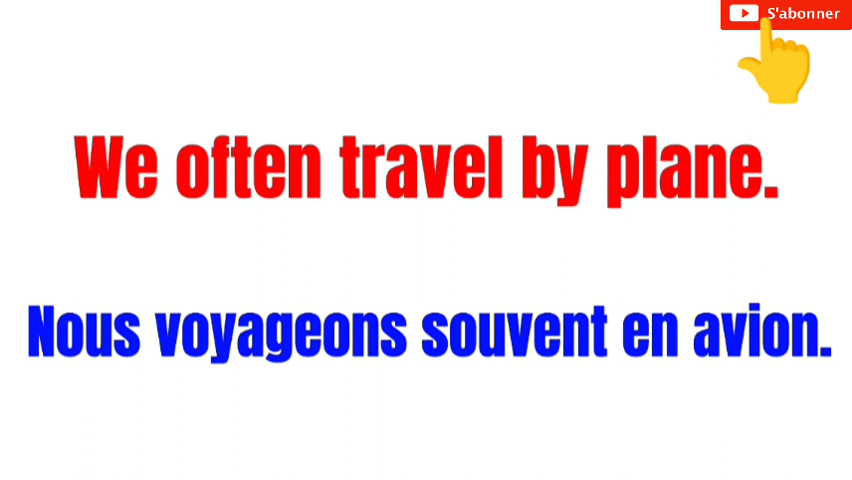 S'abonner
We often travel by plane.
Nous voyageons souvent en avion.